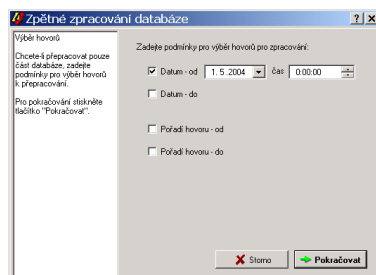 Zpětné zpracování databáze
Výběr hovorů
Chcete-li přepracovat pouze
část databáze, zadejte
podmínky pro výběr hovorů
k přepracování.
Pro pokračování stiskněte
tlačítko "Pokračovat".
Zadejte podmínky pro výběr hovorů pro zpracování:
Datum - od 1. 5.2004 čas 0:00:00
Datum - do
Pořadí hovoru - od
Pořadí hovoru - do
Storno Pokračovat